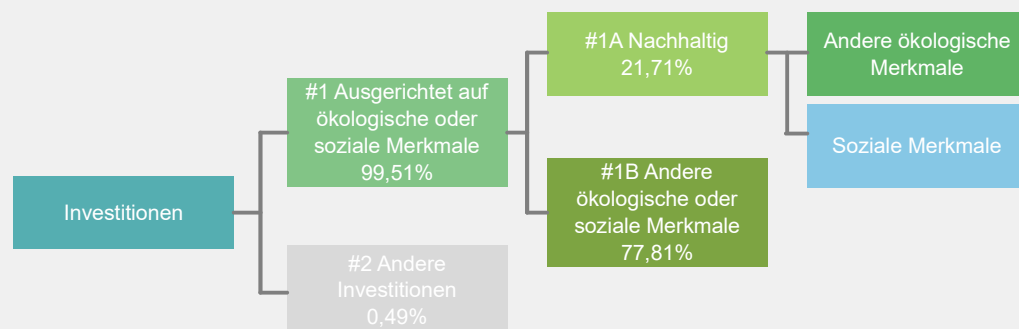 Investitionen
#1 Ausgerichtet auf
ökologische oder
soziale Merkmale
99,51%
#2 Andere
Investitionen
0,49%
#1A Nachhaltig
21,71%
#1B Andere
ökologische oder
soziale Merkmale
77,81%
Andere ökologische
Merkmale
Soziale Merkmale